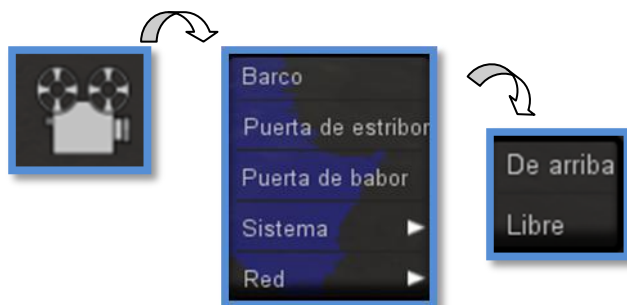 Barco
Puerta de estribor
Puerta de babor
Sistema
Red
De arriba
Libre